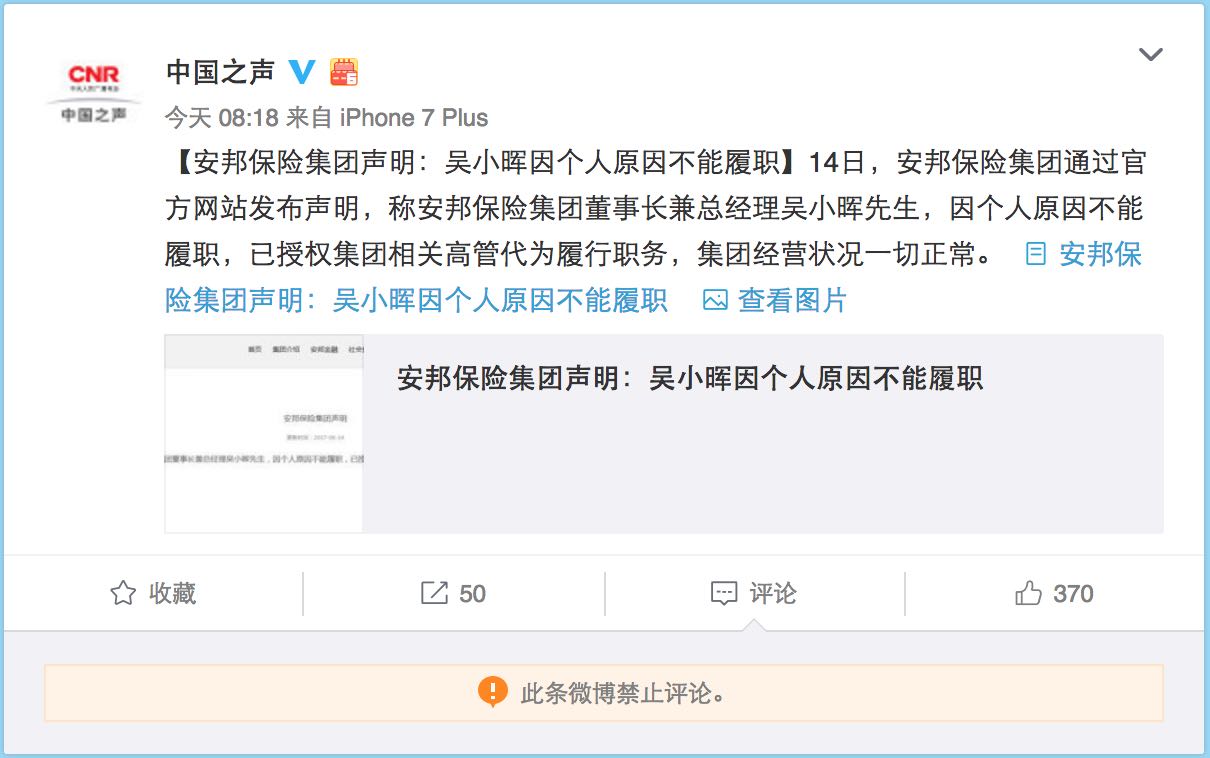 CNR
中国之声
中国之声
今天 08:18 来自 iPhone 7 Plus
【安邦保险集团声明：吴小晖因个人原因不能履职】14日，安邦保险集团通过官
方网站发布声明，称安邦保险集团董事长兼总经理吴小晖先生，因个人原因不能
履职，已授权集团相关高管代为履行职务，集团经营状况一切正常。 安邦保
险集团声明：吴小晖因个人原因不能履职 查看图片
首页 集团介绍 安邦金融 社会
安邦保险集团声明：吴小晖因个人原因不能履职
安邦保险集团声明
更新时间：2017-06-14
团董事长兼总经理吴小晖先生，因个人原因不能履职，已授
收藏 50 评论 370
此条微博禁止评论。